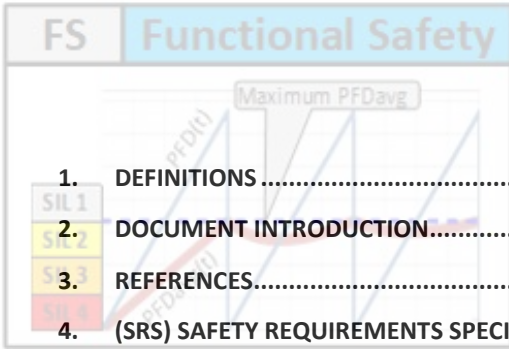 FS Functional Safety
Maximum PFDavg
PFD(t)
1. DEFINITIONS ....................................
SIL 1
2. DOCUMENT INTRODUCTION..............
SIL 2
3. REFERENCES.....................................
SIL 3
4. (SRS) SAFETY REQUIREMENTS SPECI
SIL 4